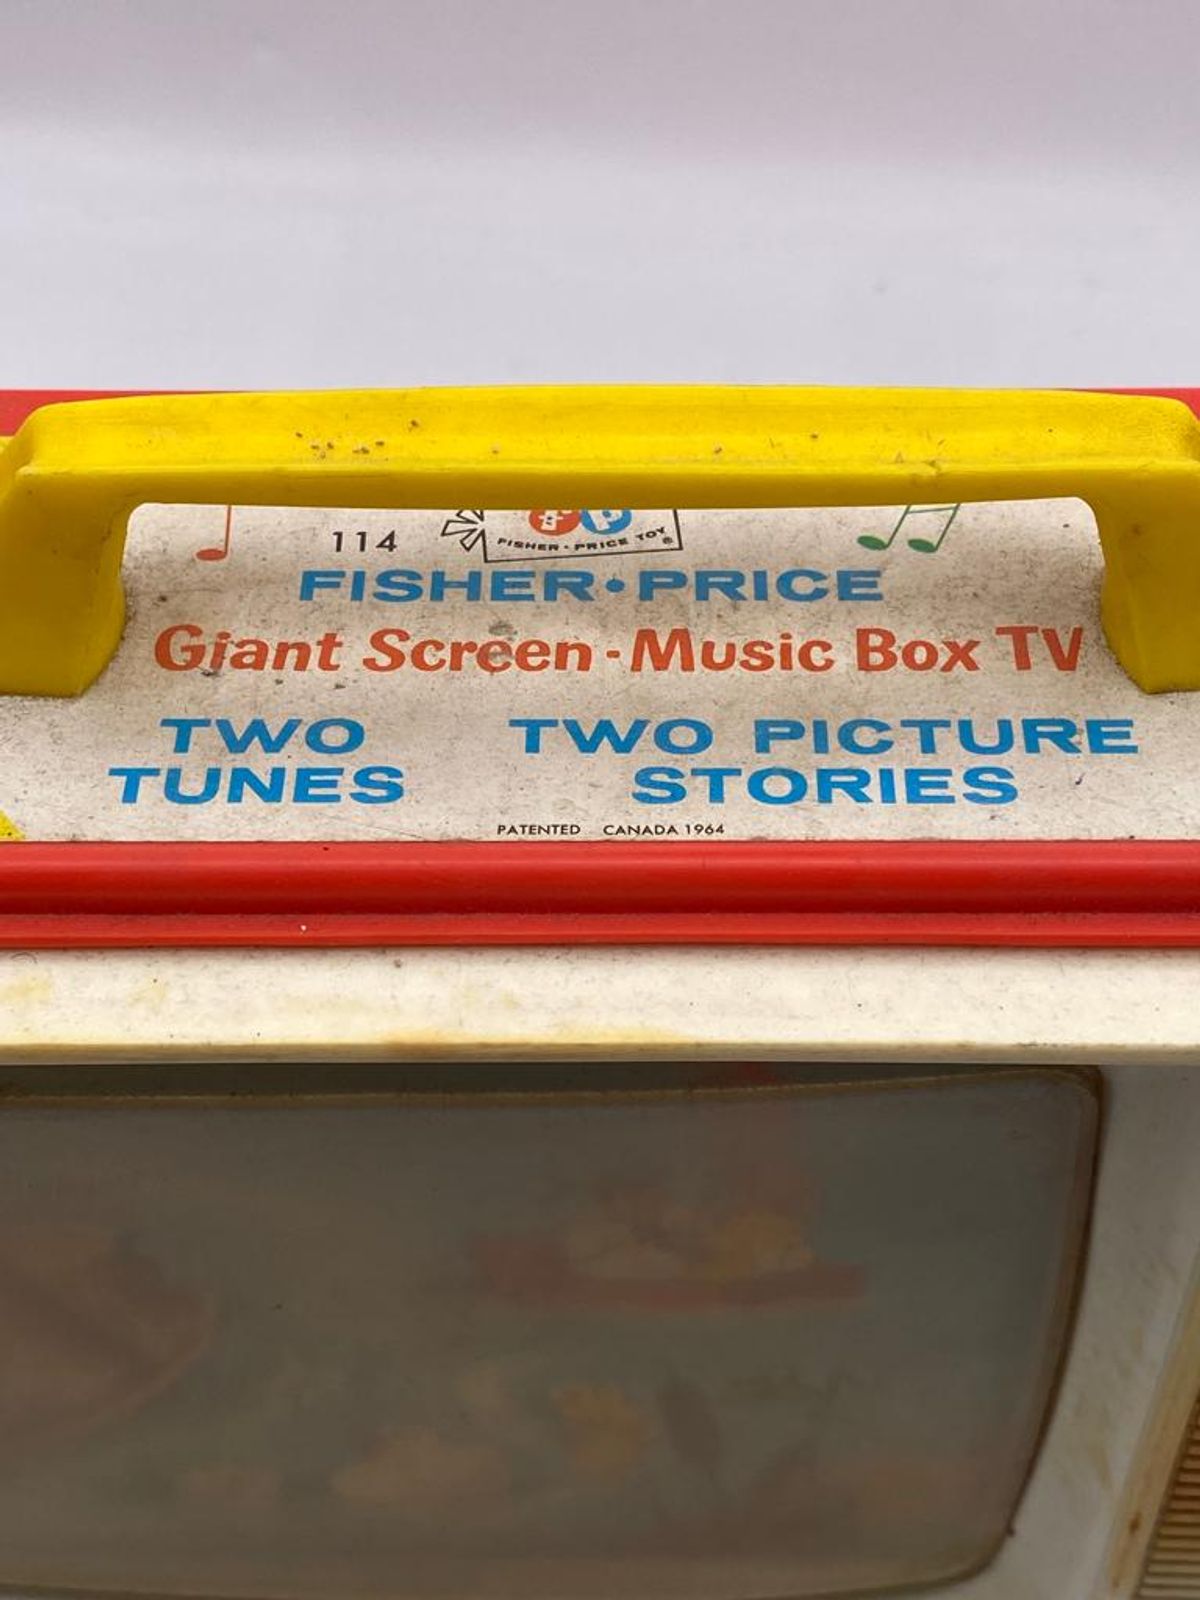 114
fp
FISHER-PRICE TOY®
FISHER·PRICE
Giant Screen - Music Box TV
TWO TUNES
TWO PICTURE STORIES
PATENTED CANADA 1964